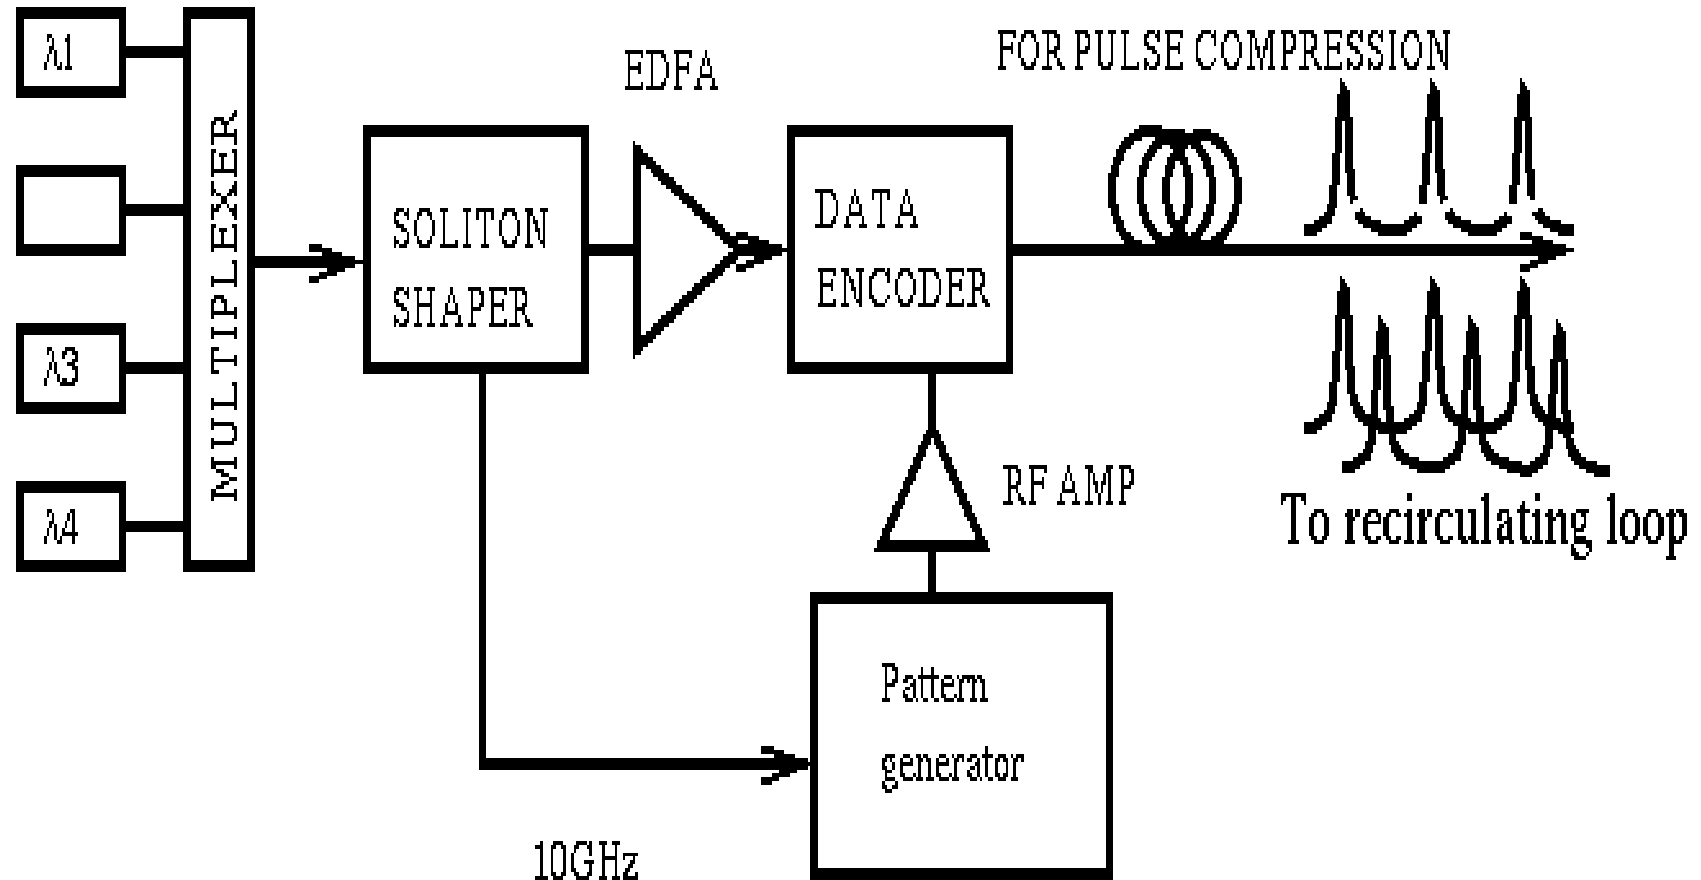 λ1
λ3
λ4
MULTIPLEXER
SOLITON
SHAPER
EDFA
DATA
ENCODER
FOR PULSE COMPRESSION
RF AMP
To recirculating loop
Pattern
generator
10GHz